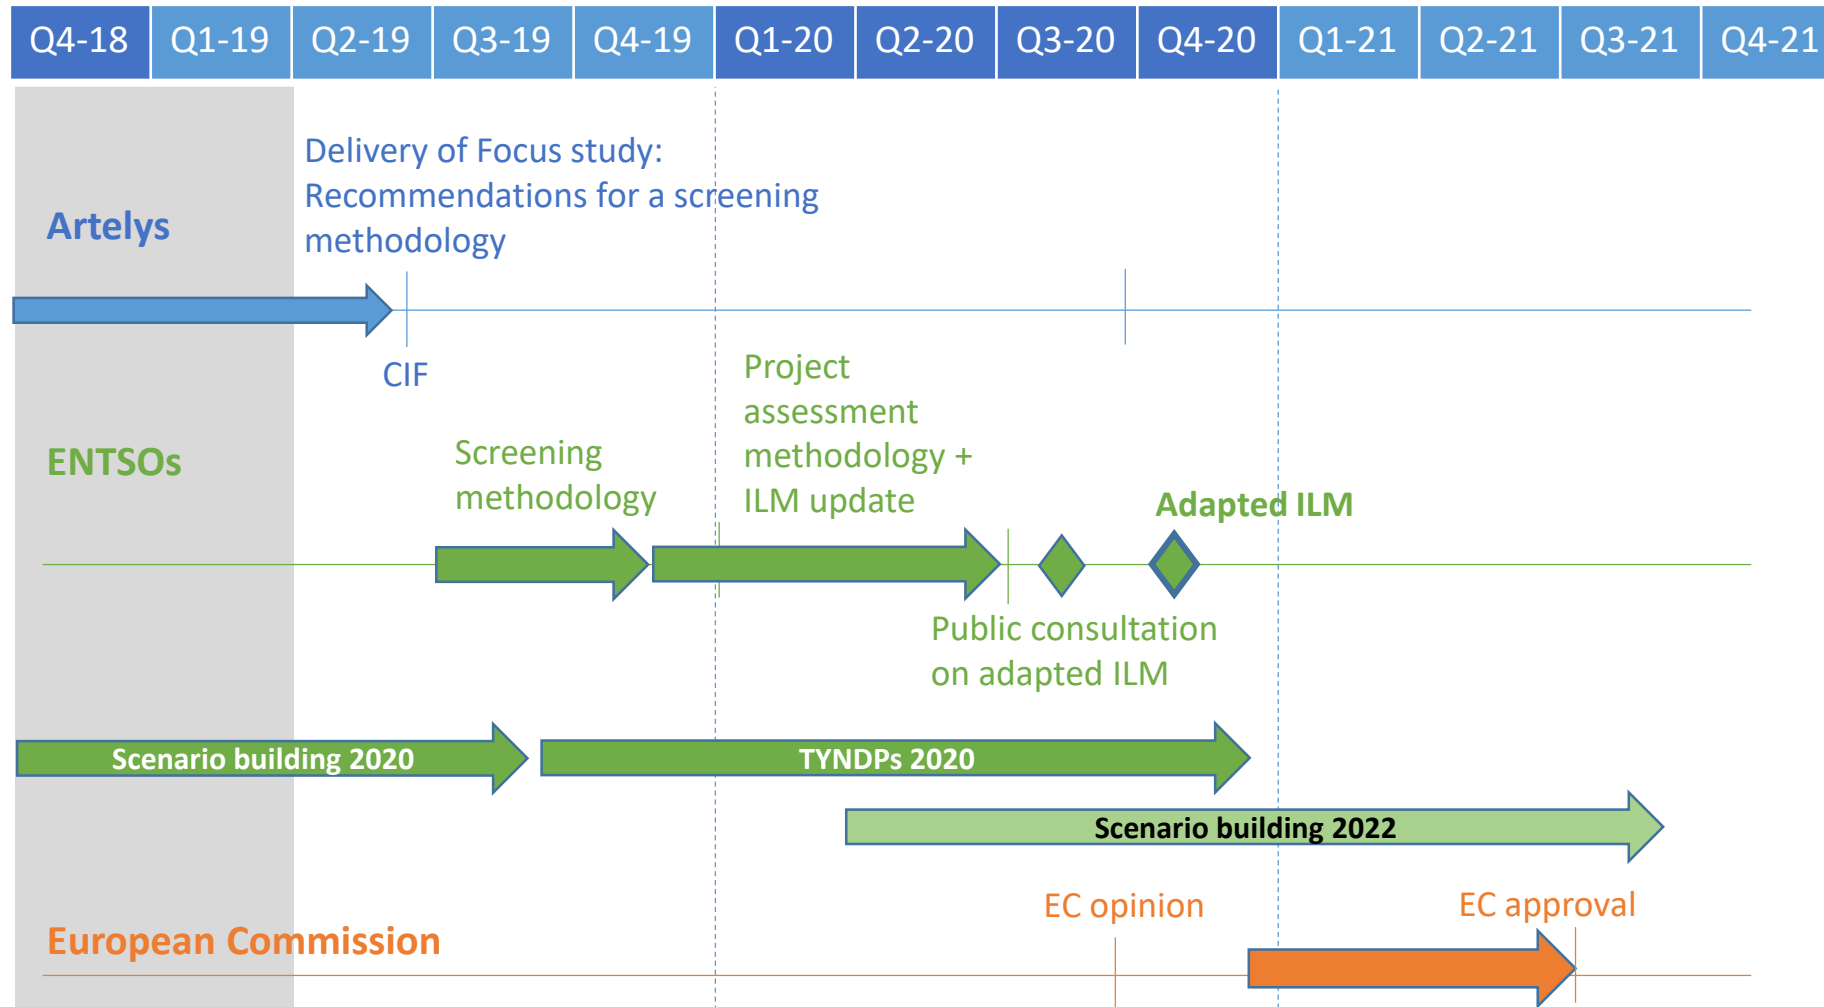 Q4-18 Q1-19 Q2-19 Q3-19 Q4-19 Q1-20 Q2-20 Q3-20 Q4-20 Q1-21 Q2-21 Q3-21 Q4-21
Delivery of Focus study:
Recommendations for a screening
methodology
Artelys
CIF
Project
assessment
methodology +
ILM update
Screening
methodology
ENTSOs
Adapted ILM
Public consultation
on adapted ILM
Scenario building 2020
TYNDPs 2020
Scenario building 2022
EC opinion
EC approval
European Commission